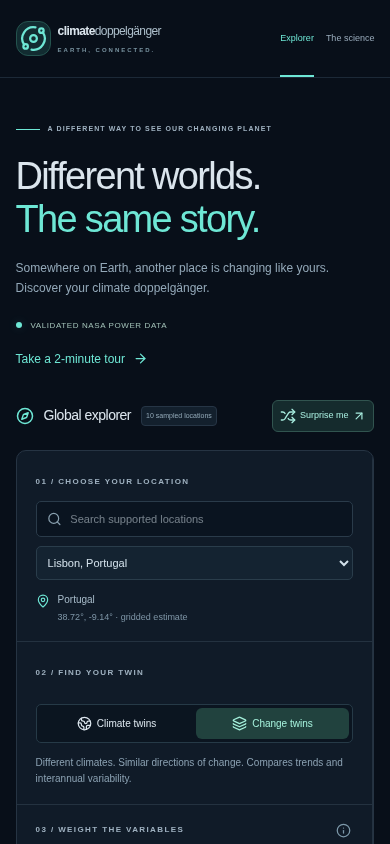 climatedoppelgänger
EARTH, CONNECTED.
Explorer
The science
A DIFFERENT WAY TO SEE OUR CHANGING PLANET
Different worlds.
The same story.
Somewhere on Earth, another place is changing like yours.
Discover your climate doppelgänger.
VALIDATED NASA POWER DATA
Take a 2-minute tour
Global explorer
10 sampled locations
Surprise me
01 / CHOOSE YOUR LOCATION
Search supported locations
Lisbon, Portugal
Portugal
38.72°, -9.14° · gridded estimate
02 / FIND YOUR TWIN
Climate twins
Change twins
Different climates. Similar directions of change. Compares trends and
interannual variability.
03 / WEIGHT THE VARIABLES